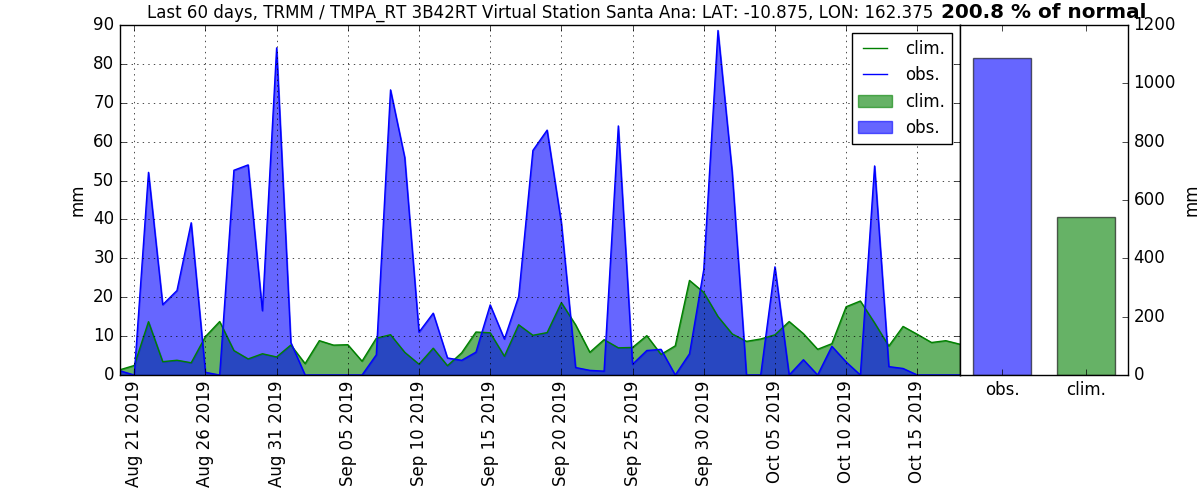 Last 60 days, TRMM / TMPA_RT 3B42RT Virtual Station Santa Ana: LAT: -10.875, LON: 162.375
200.8 % of normal
90
80
70
60
50
40
30
20
10
0
mm
clim.
obs.
clim.
obs.
1200
1000
800
600
400
200
0
mm
obs.
clim.
Aug 21 2019
Aug 26 2019
Aug 31 2019
Sep 05 2019
Sep 10 2019
Sep 15 2019
Sep 20 2019
Sep 25 2019
Sep 30 2019
Oct 05 2019
Oct 10 2019
Oct 15 2019